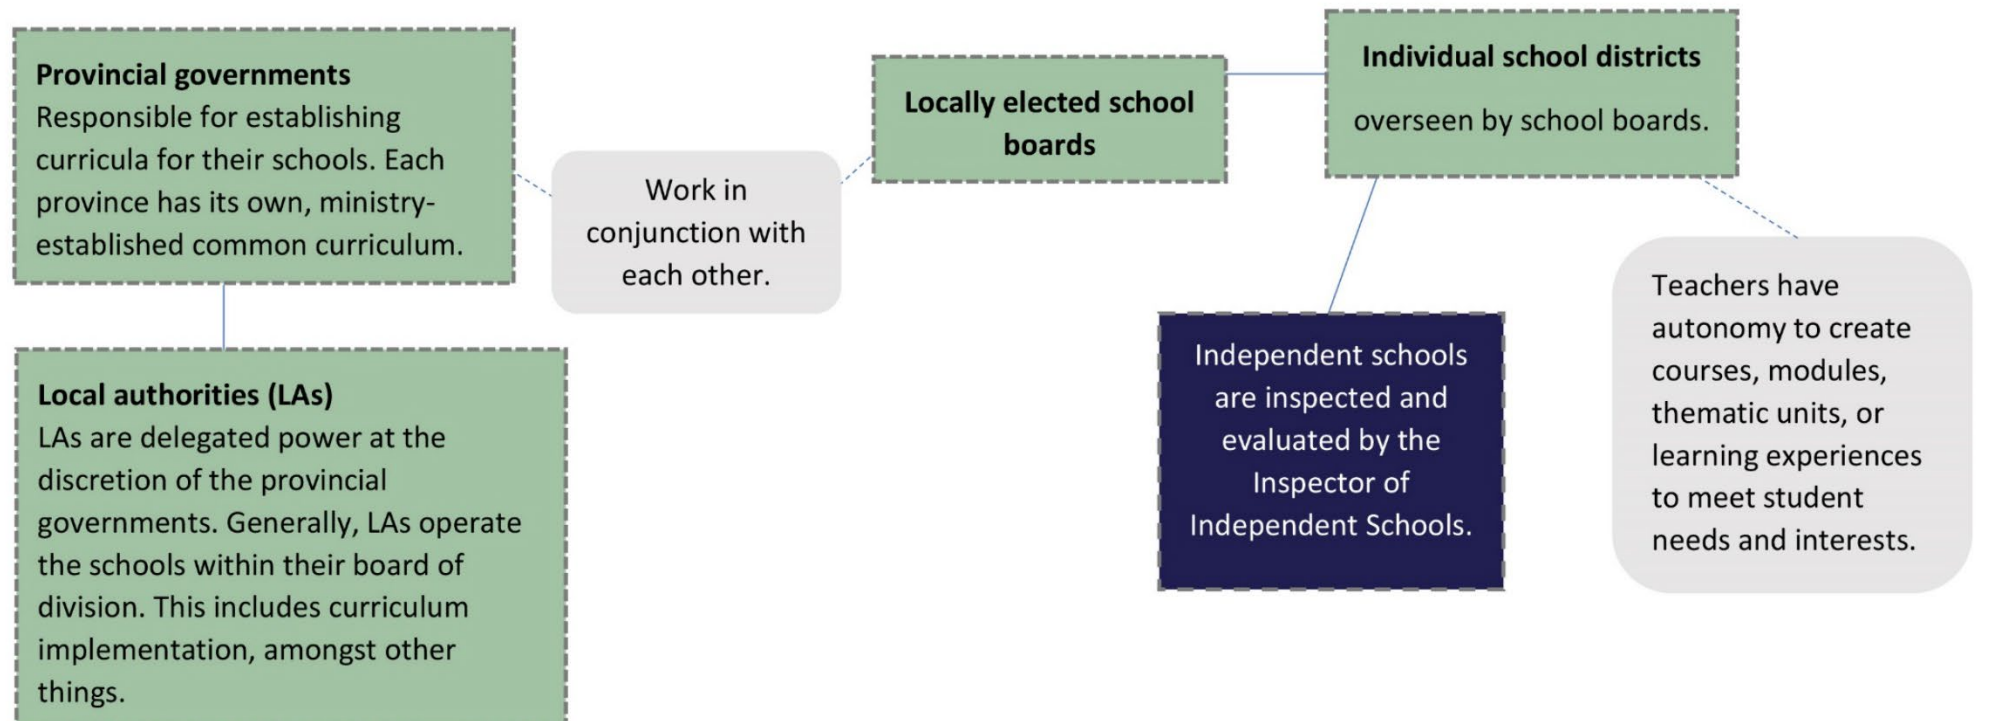 Provincial governments
Responsible for establishing
curricula for their schools. Each
province has its own, ministry-
established common curriculum.
Work in
conjunction with
each other.
Locally elected school
boards
Individual school districts
overseen by school boards.
Local authorities (LAs)
LAs are delegated power at the
discretion of the provincial
governments. Generally, LAs operate
the schools within their board of
division. This includes curriculum
implementation, amongst other
things.
Independent schools
are inspected and
evaluated by the
Inspector of
Independent Schools.
Teachers have
autonomy to create
courses, modules,
thematic units, or
learning experiences
to meet student
needs and interests.